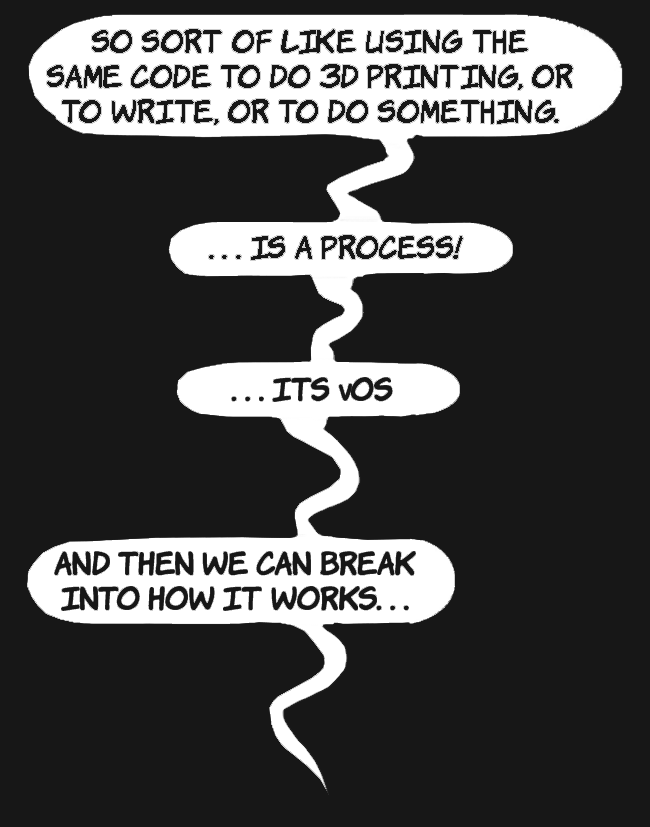 SO SORT OF LIKE USING THE
SAME CODE TO DO 3D PRINTING, OR
TO WRITE, OR TO DO SOMETHING.
... IS A PROCESS!
... ITS vOS
AND THEN WE CAN BREAK
INTO HOW IT WORKS...